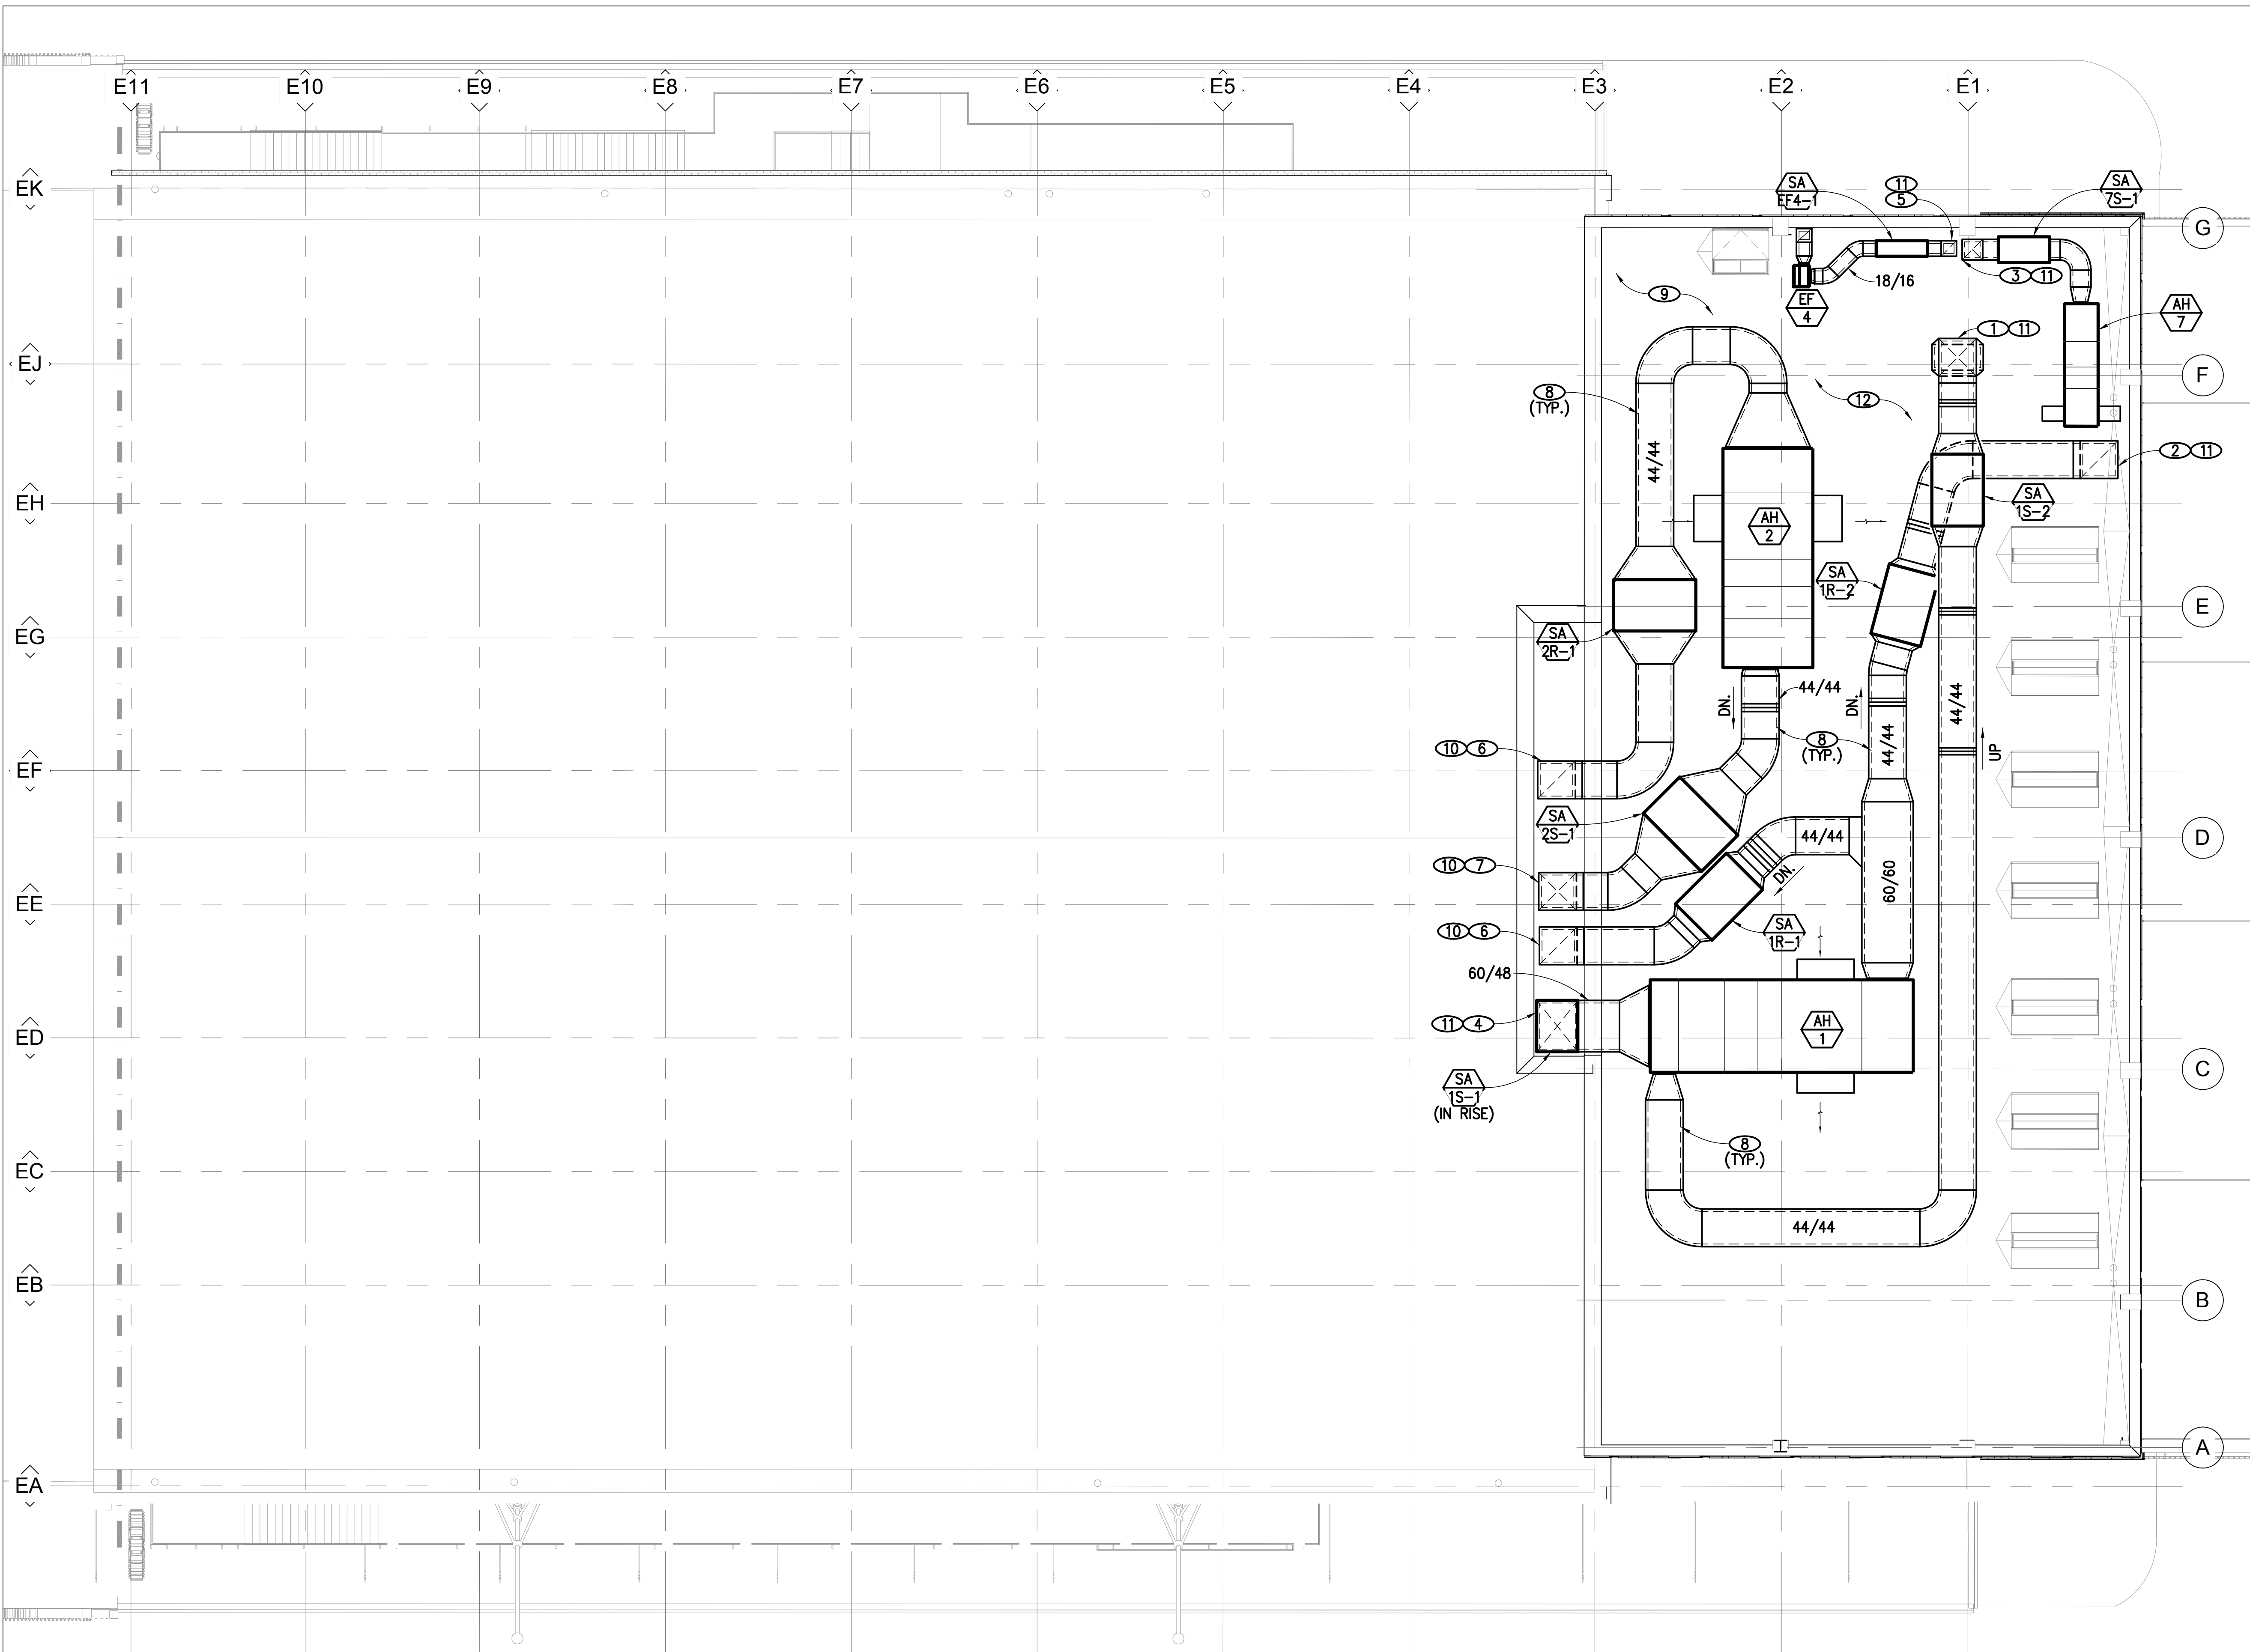 E11 E10 E9 E8 E7 E6 E5 E4 E3 E2 E1
EK
SA
EF4-1
11
5
SA
7S-1
G
3 11
18/16
9
EF
4
AH
7
1 11
EJ
F
8
(TYP.)
12
44/44
2 11
EH
SA
1S-2
AH
2
SA
1R-2
E
EG
SA
2R-1
44/44
DN.
DN.
44/44
8
(TYP.)
44/44
UP
10 6
EF
SA
2S-1
44/44
D
10 7
DN.
60/60
EE
10 6
SA
1R-1
60/48
11 4
AH
1
ED
C
SA
1S-1
(IN RISE)
8
(TYP.)
EC
44/44
EB
B
A
EA